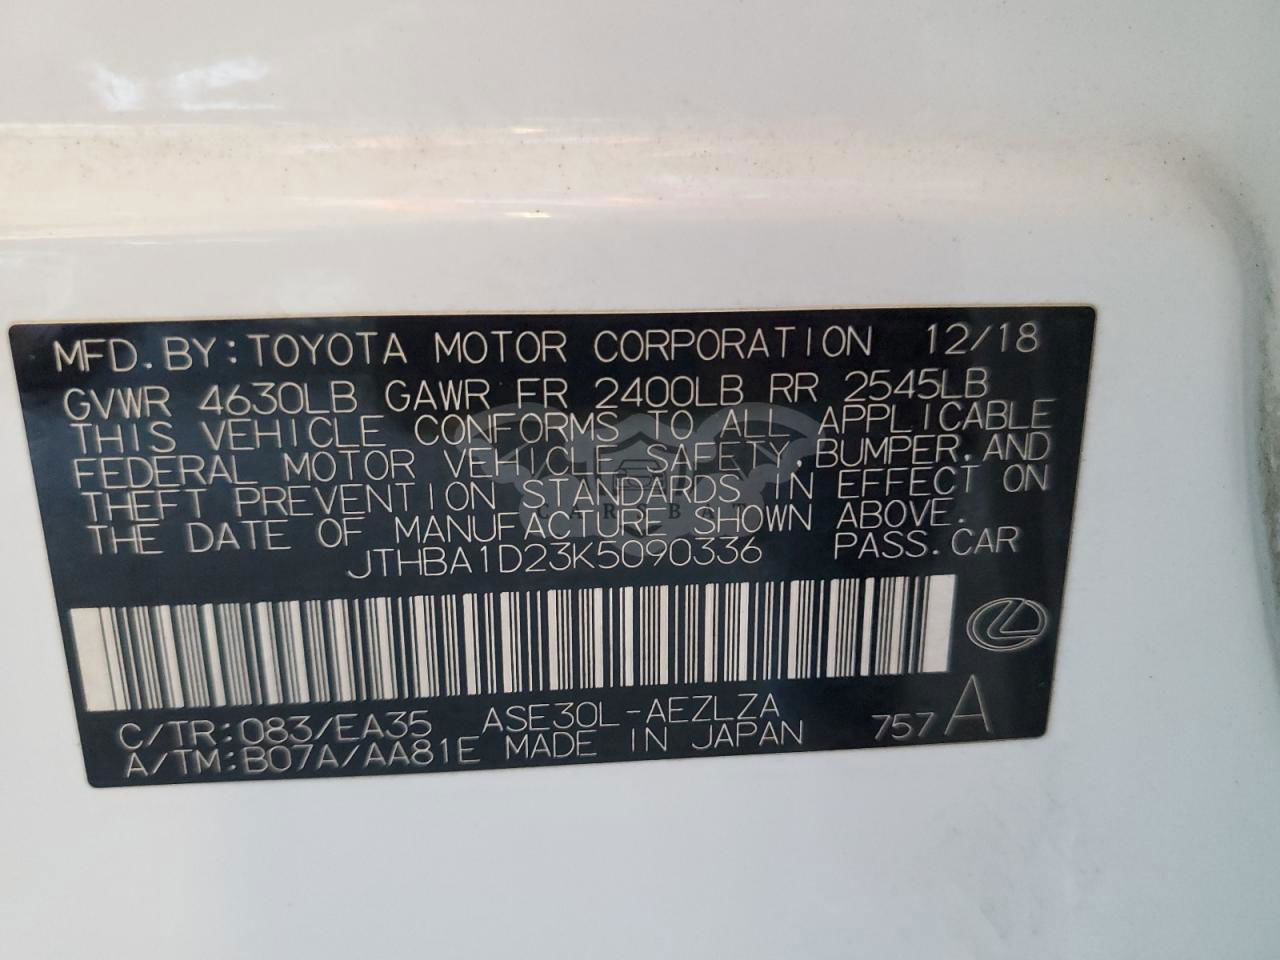 MFD. BY: TOYOTA MOTOR CORPORATION 12/18
GVWR 4630LB GAWR FR 2400LB RR 2545LB
THIS VEHICLE CONFORMS TO ALL APPLICABLE
FEDERAL MOTOR VEHICLE SAFETY, BUMPER, AND
THEFT PREVENTION STANDARDS IN EFFECT ON
THE DATE OF MANUFACTURE SHOWN ABOVE.
JTHBA1D23K5090336 PASS. CAR
C/TR: 083/EA35 ASE30L-AEZLZA 757 A
A/TM: B07A/AA81E MADE IN JAPAN
CARSBAT